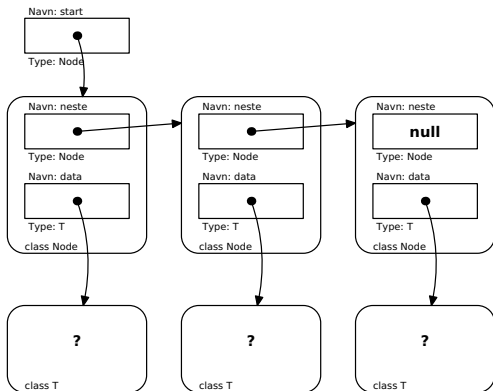 Navn: start
Type: Node
Navn: neste
Type: Node
Navn: data
Type: T
class Node
Navn: neste
Type: Node
Navn: data
Type: T
class Node
Navn: neste
null
Type: Node
Navn: data
Type: T
class Node
?
class T
?
class T
?
class T